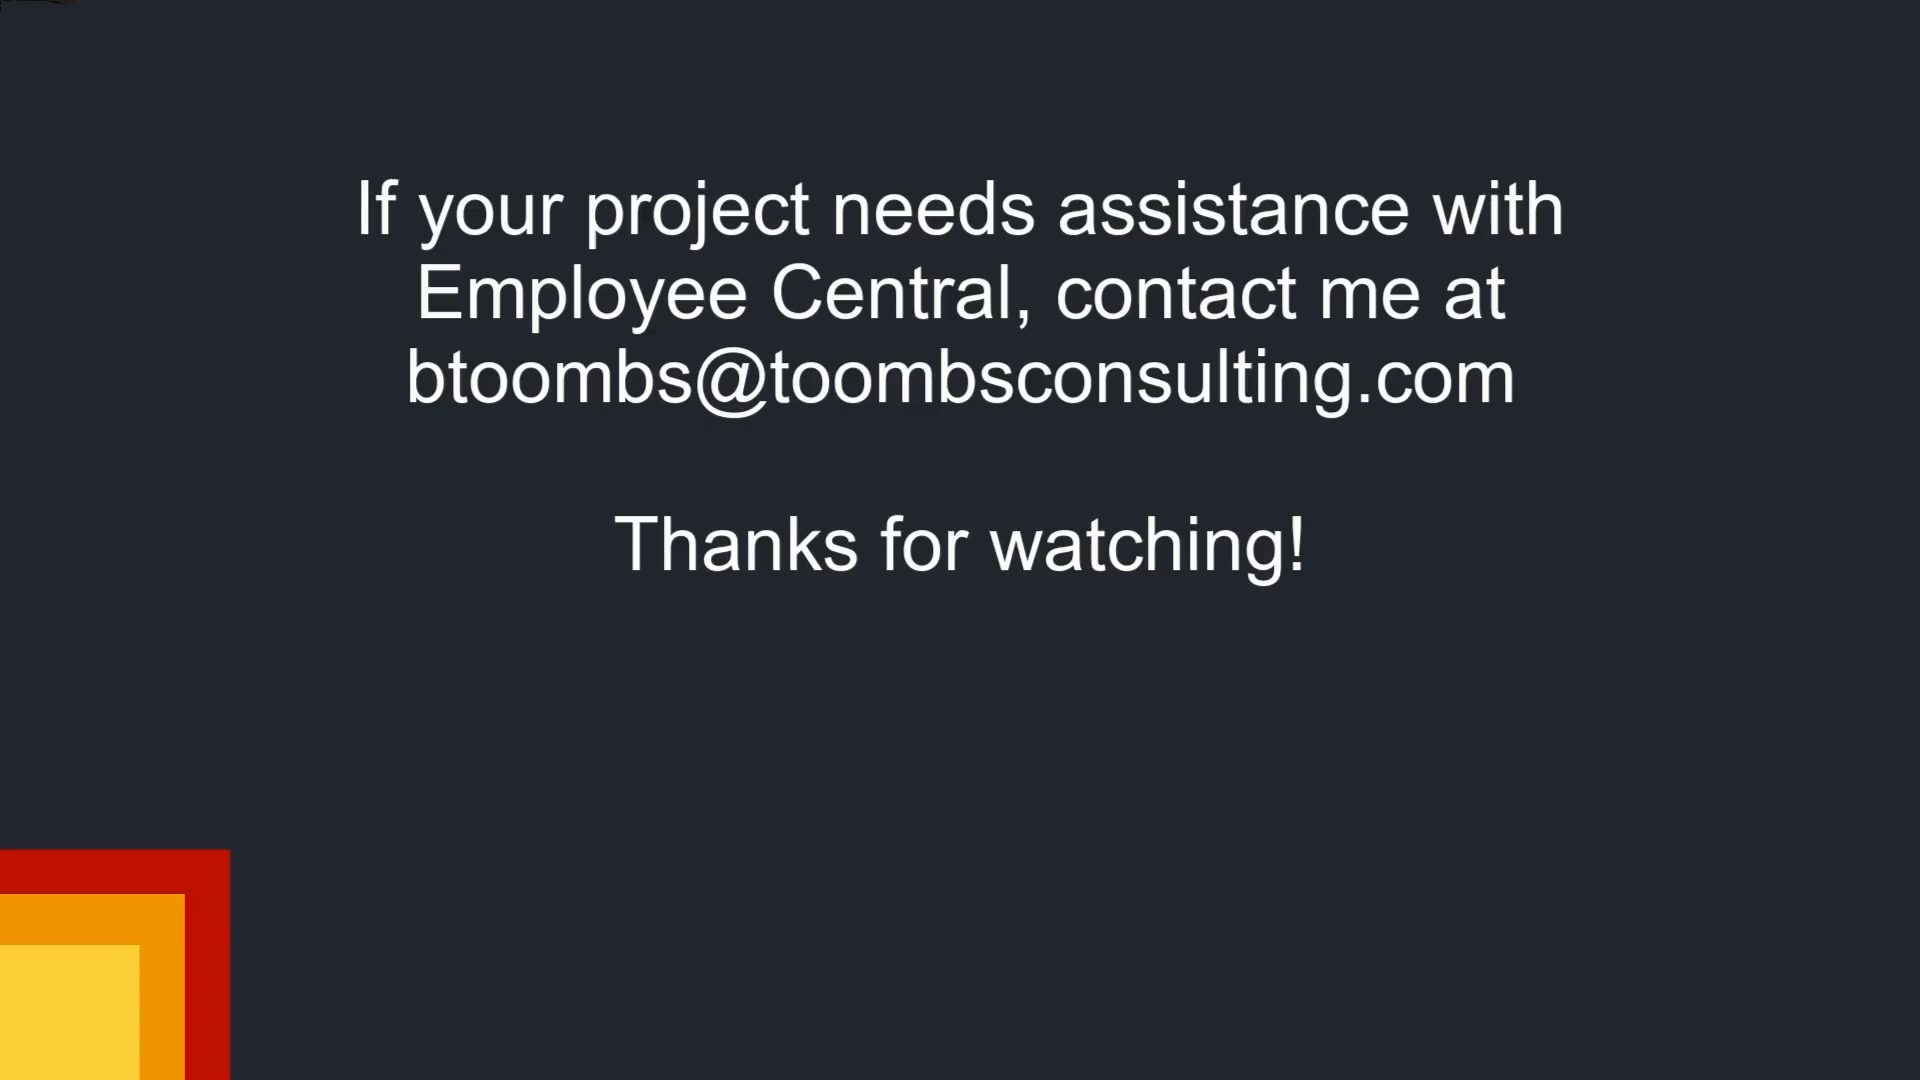 If your project needs assistance with
Employee Central, contact me at
btoombs@toombsconsulting.com
Thanks for watching!